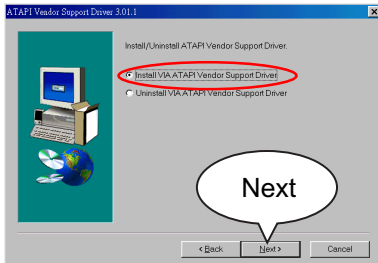 ATAPI Vendor Support Driver 3.01.1
Install/Uninstall ATAPI Vendor Support Driver.
Install VIA ATAPI Vendor Support Driver
Uninstall VIA ATAPI Vendor Support Driver
Next
< Back
Next >
Cancel